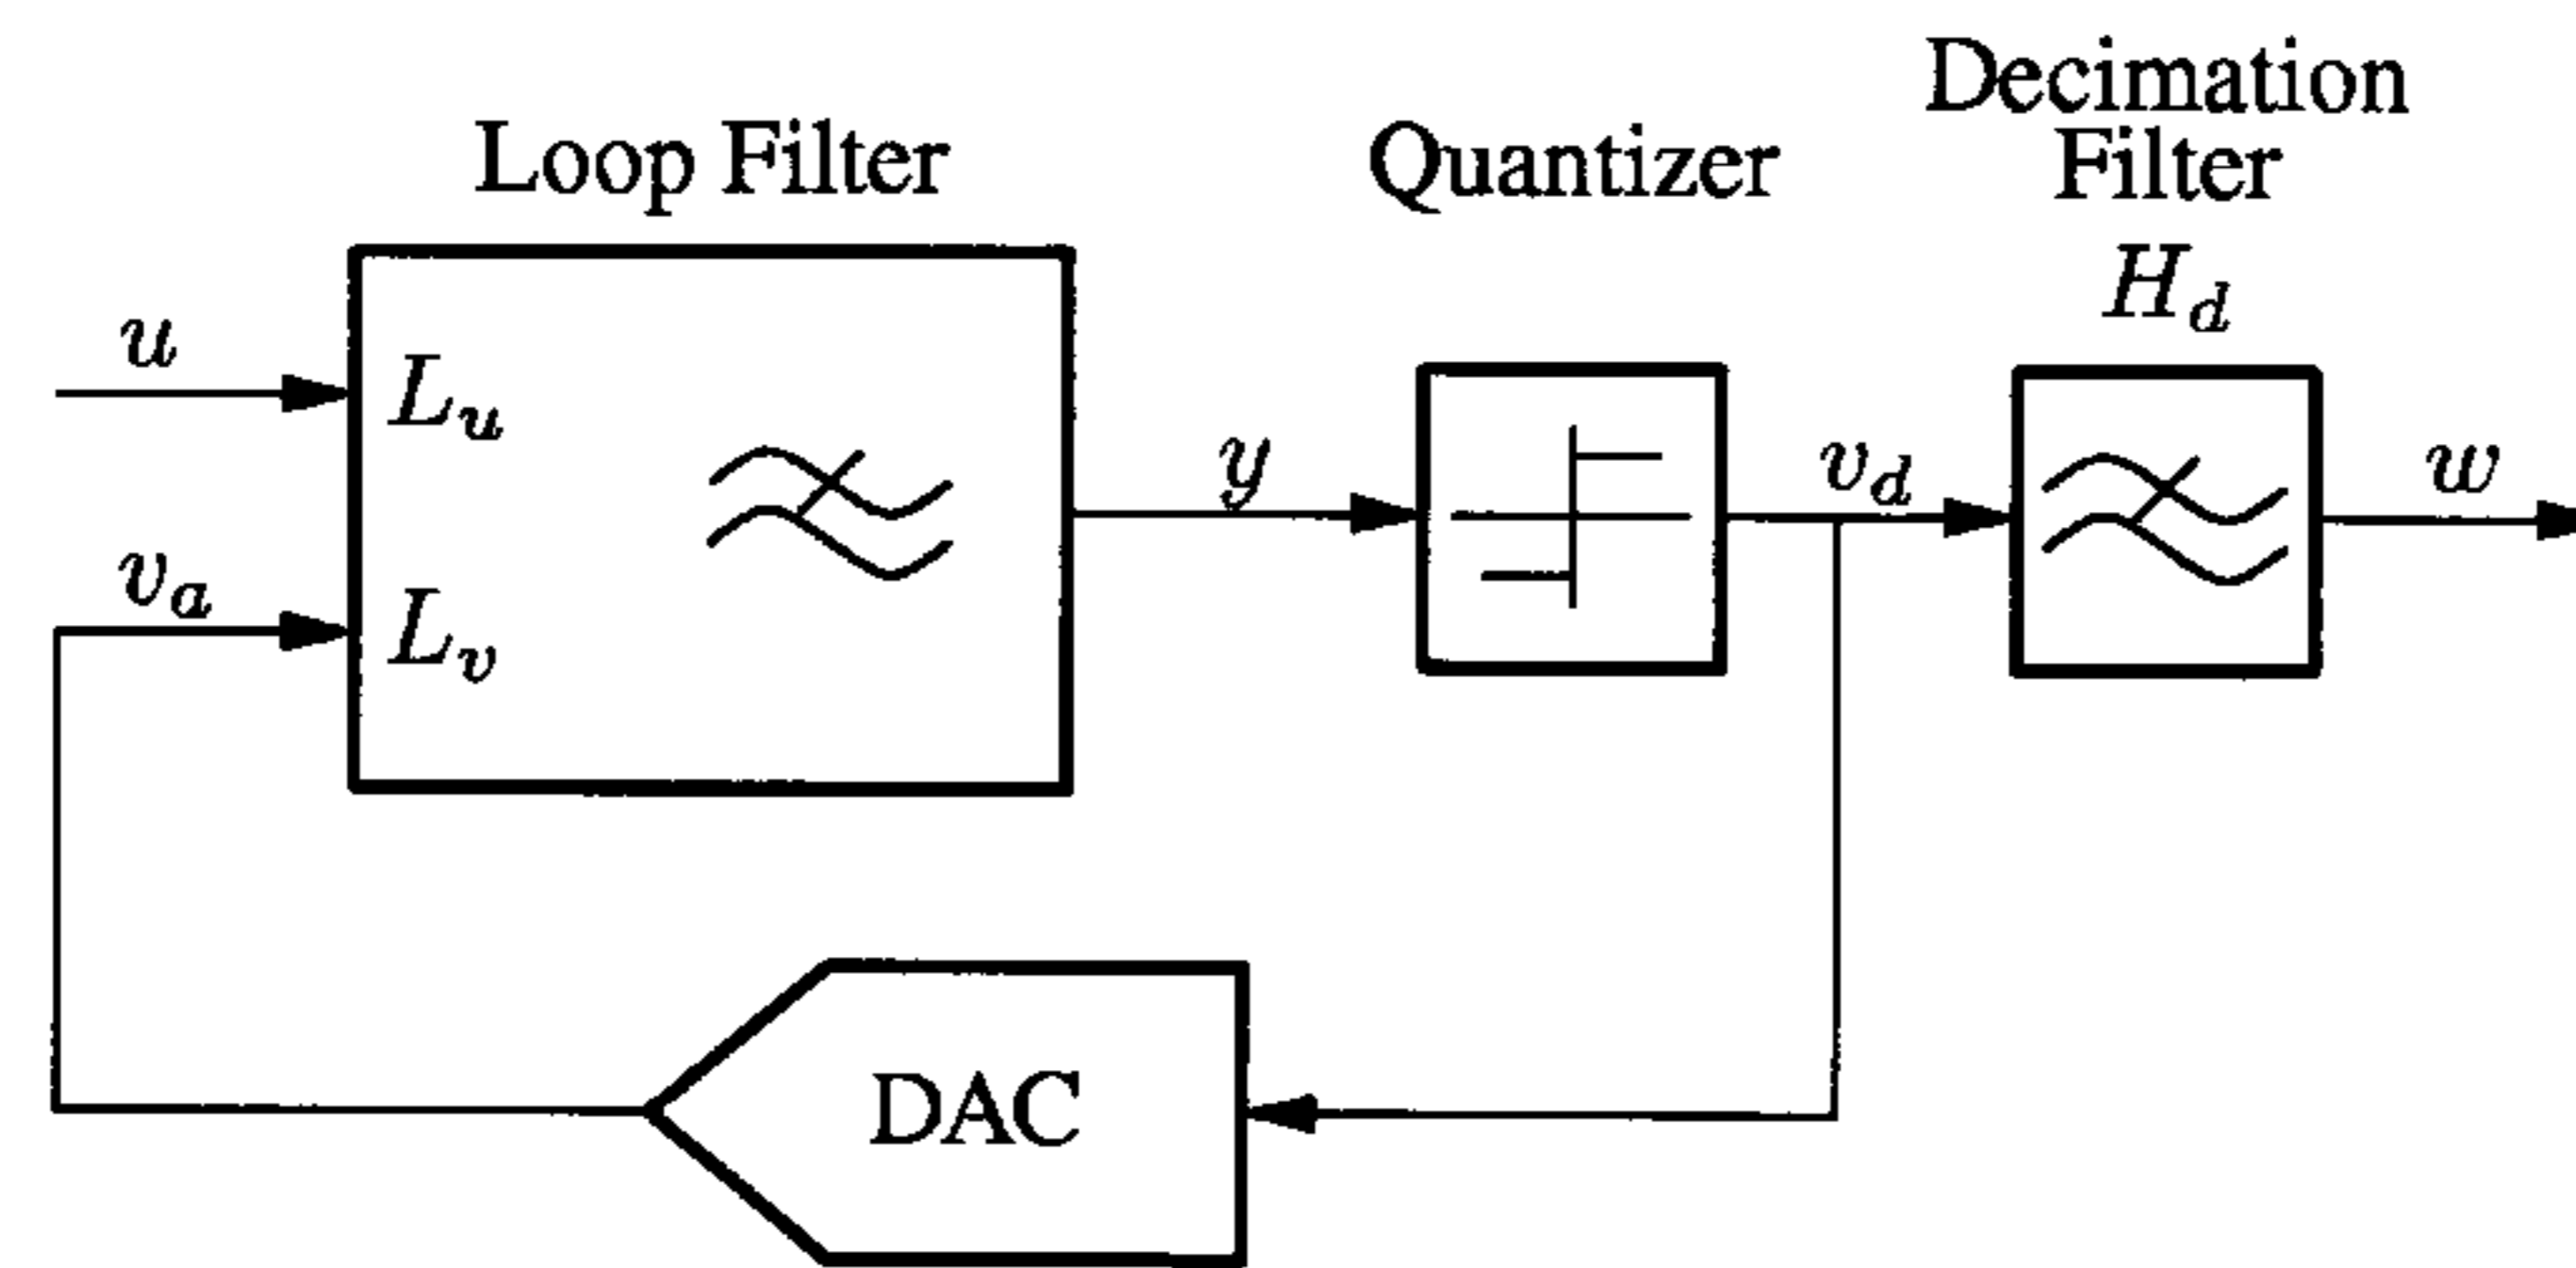 Decimation
Loop Filter
Quantizer
Filter
H_d
u
L_u
y
v_d
w
v_a
L_v
DAC